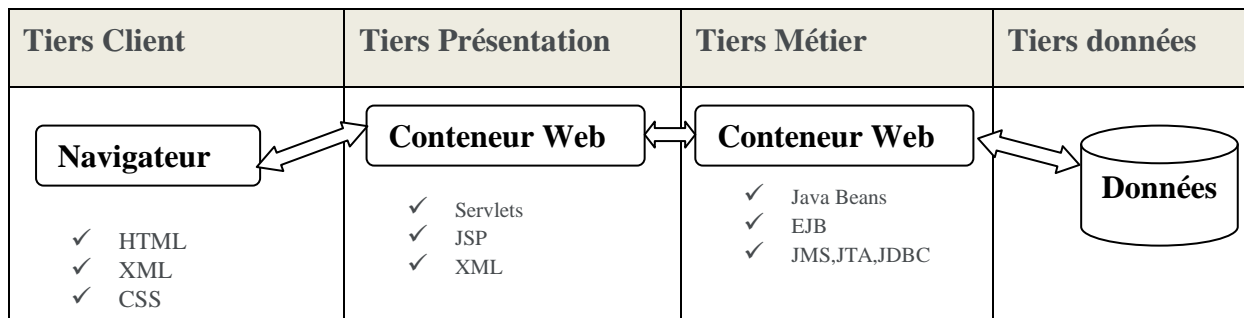 Tiers Client
Tiers Présentation
Tiers Métier
Tiers données
Navigateur
✓ HTML
✓ XML
✓ CSS
Conteneur Web
✓ Servlets
✓ JSP
✓ XML
Conteneur Web
✓ Java Beans
✓ EJB
✓ JMS,JTA,JDBC
Données